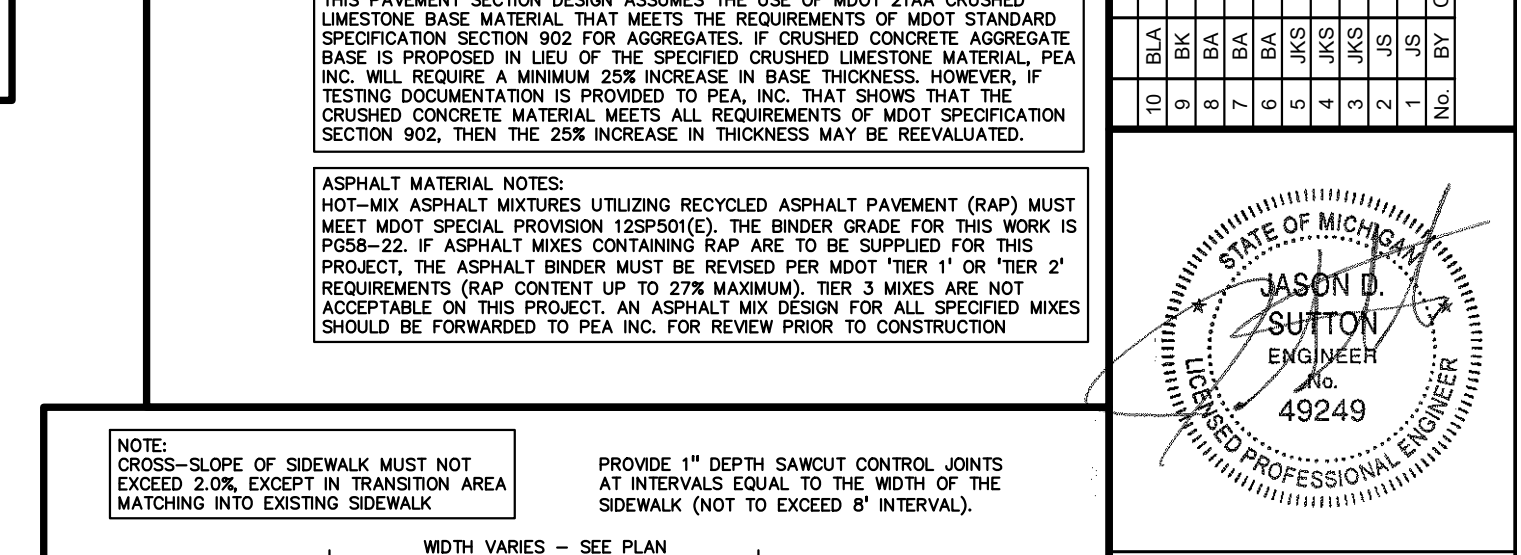 THIS PAVEMENT SECTION DESIGN ASSUMES THE USE OF MDOT 21AA CRUSHED
LIMESTONE BASE MATERIAL THAT MEETS THE REQUIREMENTS OF MDOT STANDARD
SPECIFICATION SECTION 902 FOR AGGREGATES. IF CRUSHED CONCRETE AGGREGATE
BASE IS PROPOSED IN LIEU OF THE SPECIFIED CRUSHED LIMESTONE MATERIAL, PEA
INC. WILL REQUIRE A MINIMUM 25% INCREASE IN BASE THICKNESS. HOWEVER, IF
TESTING DOCUMENTATION IS PROVIDED TO PEA, INC. THAT SHOWS THAT THE
CRUSHED CONCRETE MATERIAL MEETS ALL REQUIREMENTS OF MDOT SPECIFICATION
SECTION 902, THEN THE 25% INCREASE IN THICKNESS MAY BE REEVALUATED.
ASPHALT MATERIAL NOTES:
HOT-MIX ASPHALT MIXTURES UTILIZING RECYCLED ASPHALT PAVEMENT (RAP) MUST
MEET MDOT SPECIAL PROVISION 12SP501(E). THE BINDER GRADE FOR THIS WORK IS
PG58-22. IF ASPHALT MIXES CONTAINING RAP ARE TO BE SUPPLIED FOR THIS
PROJECT, THE ASPHALT BINDER MUST BE REVISED PER MDOT 'TIER 1' OR 'TIER 2'
REQUIREMENTS (RAP CONTENT UP TO 27% MAXIMUM). TIER 3 MIXES ARE NOT
ACCEPTABLE ON THIS PROJECT. AN ASPHALT MIX DESIGN FOR ALL SPECIFIED MIXES
SHOULD BE FORWARDED TO PEA INC. FOR REVIEW PRIOR TO CONSTRUCTION
NOTE:
CROSS-SLOPE OF SIDEWALK MUST NOT
EXCEED 2.0%, EXCEPT IN TRANSITION AREA
MATCHING INTO EXISTING SIDEWALK
PROVIDE 1" DEPTH SAWCUT CONTROL JOINTS
AT INTERVALS EQUAL TO THE WIDTH OF THE
SIDEWALK (NOT TO EXCEED 8' INTERVAL).
WIDTH VARIES - SEE PLAN
10 BLA
9 BK
8 BA
7 BA
6 BA
5 JKS
4 JKS
3 JKS
2 JS
1 JS
No. BY
STATE OF MICHIGAN
JASON D.
SUTTON
ENGINEER
No.
49249
LICENSED PROFESSIONAL ENGINEER